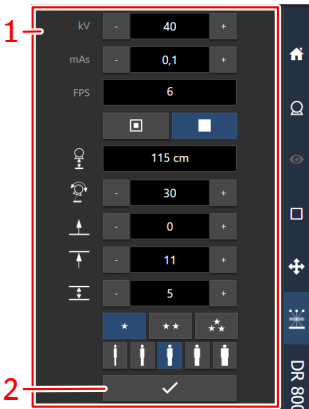 1
kV - 40 +
mAs - 0,1 +
FPS 6
115 cm
- 30 +
- 0 +
- 11 +
- 5 +
2
DR 800